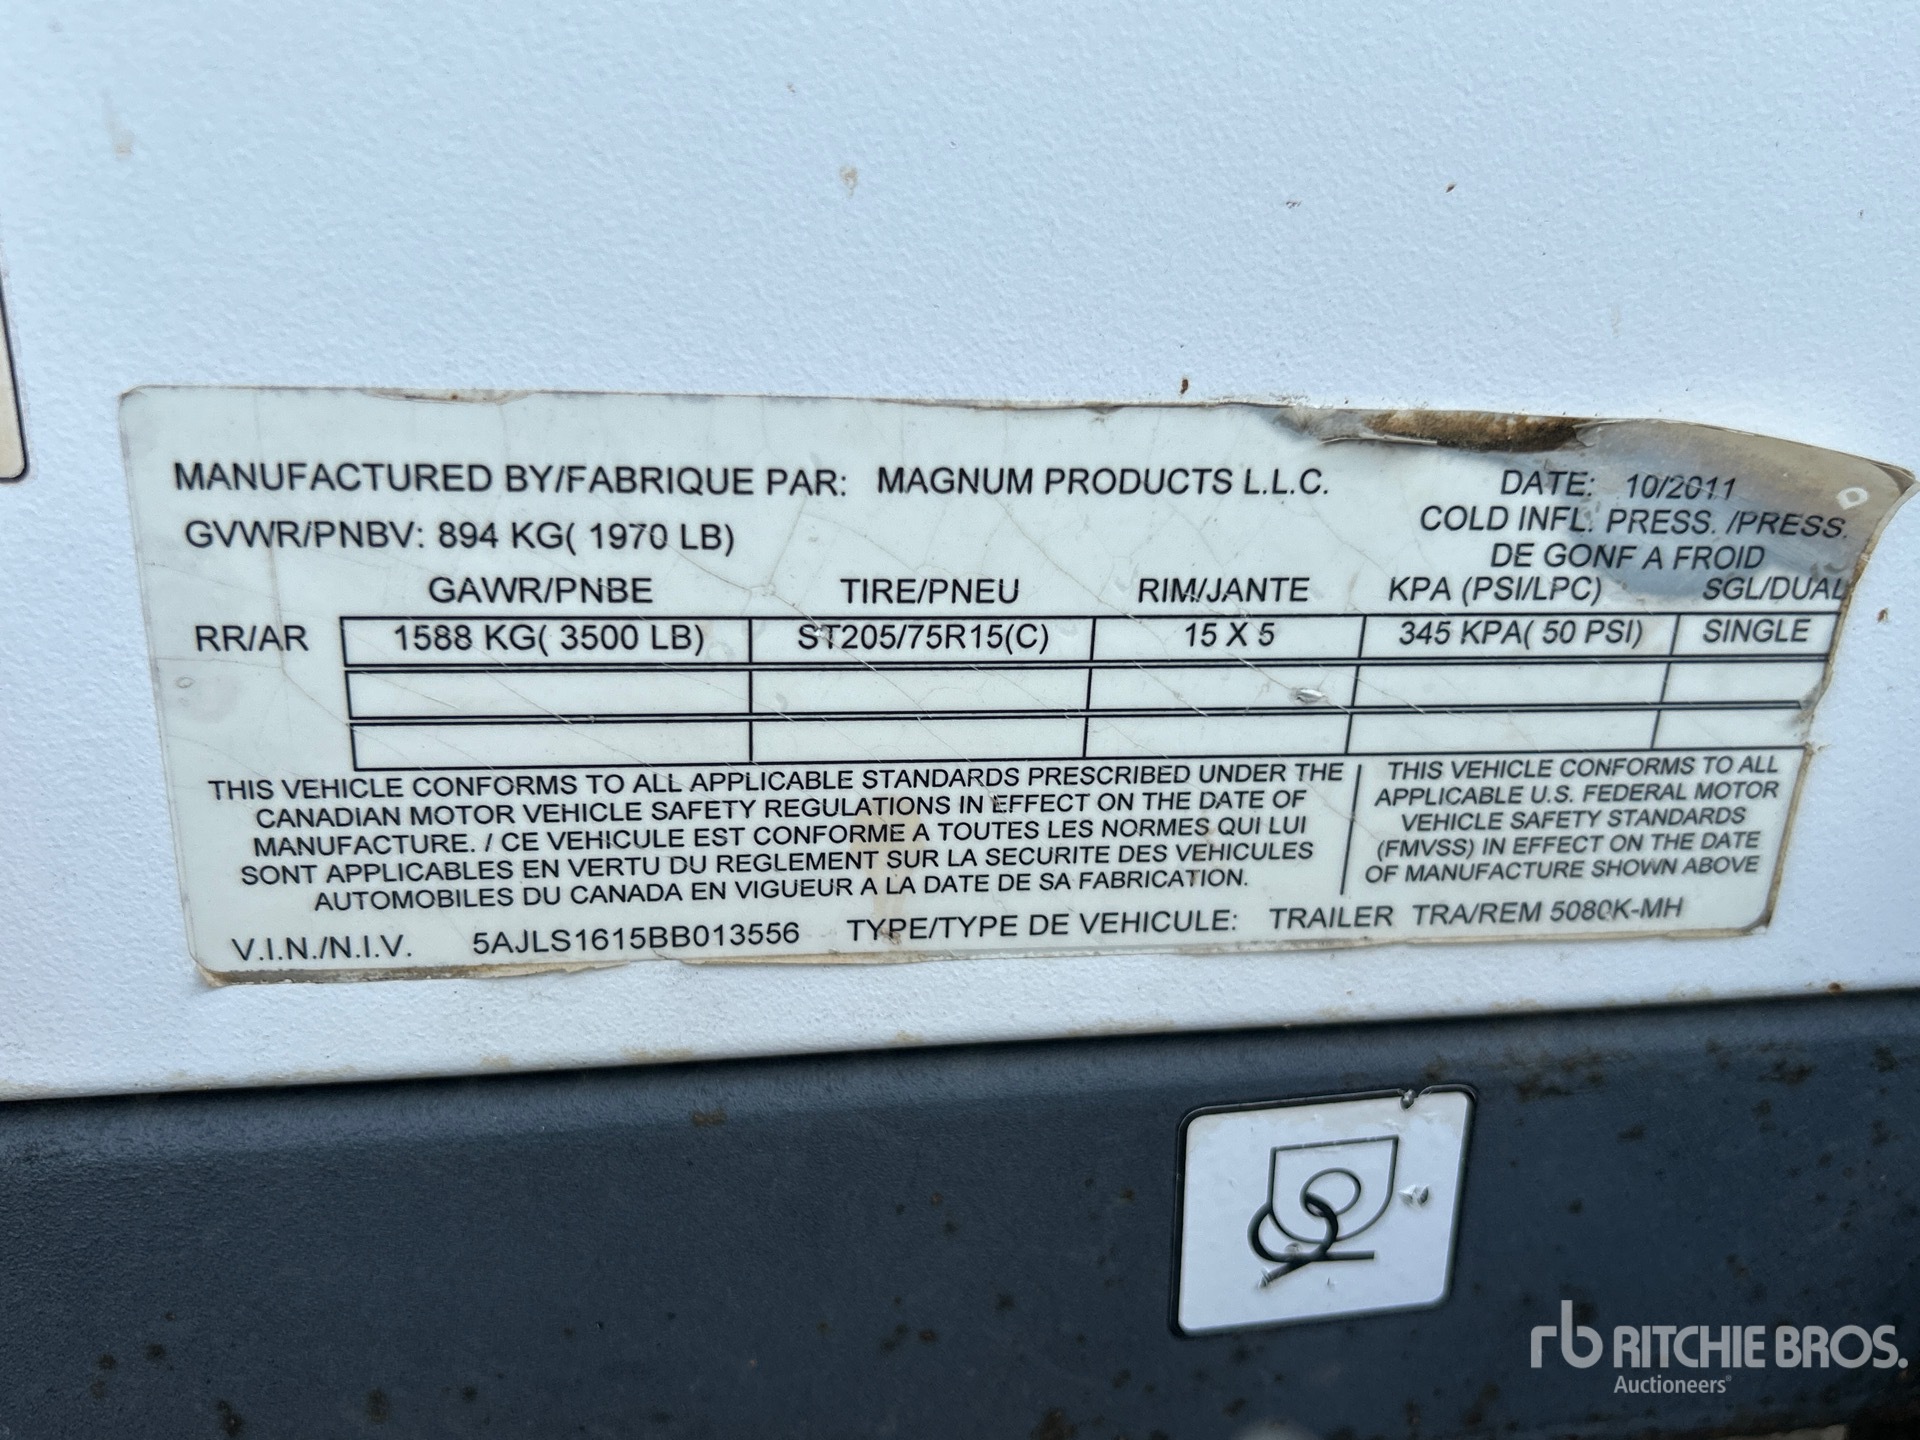 MANUFACTURED BY/FABRIQUE PAR: MAGNUM PRODUCTS L.L.C. DATE: 10/2011
GVWR/PNBV: 894 KG( 1970 LB) COLD INFL. PRESS. /PRESS.
DE GONF A FROID
GAWR/PNBE TIRE/PNEU RIM/JANTE KPA (PSI/LPC) SGL/DUAL
RR/AR 1588 KG( 3500 LB) ST205/75R15(C) 15 X 5 345 KPA( 50 PSI) SINGLE
THIS VEHICLE CONFORMS TO ALL APPLICABLE STANDARDS PRESCRIBED UNDER THE
CANADIAN MOTOR VEHICLE SAFETY REGULATIONS IN EFFECT ON THE DATE OF
MANUFACTURE. / CE VEHICULE EST CONFORME A TOUTES LES NORMES QUI LUI
SONT APPLICABLES EN VERTU DU REGLEMENT SUR LA SECURITE DES VEHICULES
AUTOMOBILES DU CANADA EN VIGUEUR A LA DATE DE SA FABRICATION.
THIS VEHICLE CONFORMS TO ALL
APPLICABLE U.S. FEDERAL MOTOR
VEHICLE SAFETY STANDARDS
(FMVSS) IN EFFECT ON THE DATE
OF MANUFACTURE SHOWN ABOVE
V.I.N./N.I.V. 5AJLS1615BB013556 TYPE/TYPE DE VEHICULE: TRAILER TRA/REM 5080K-MH
rb RITCHIE BROS.
Auctioneers®